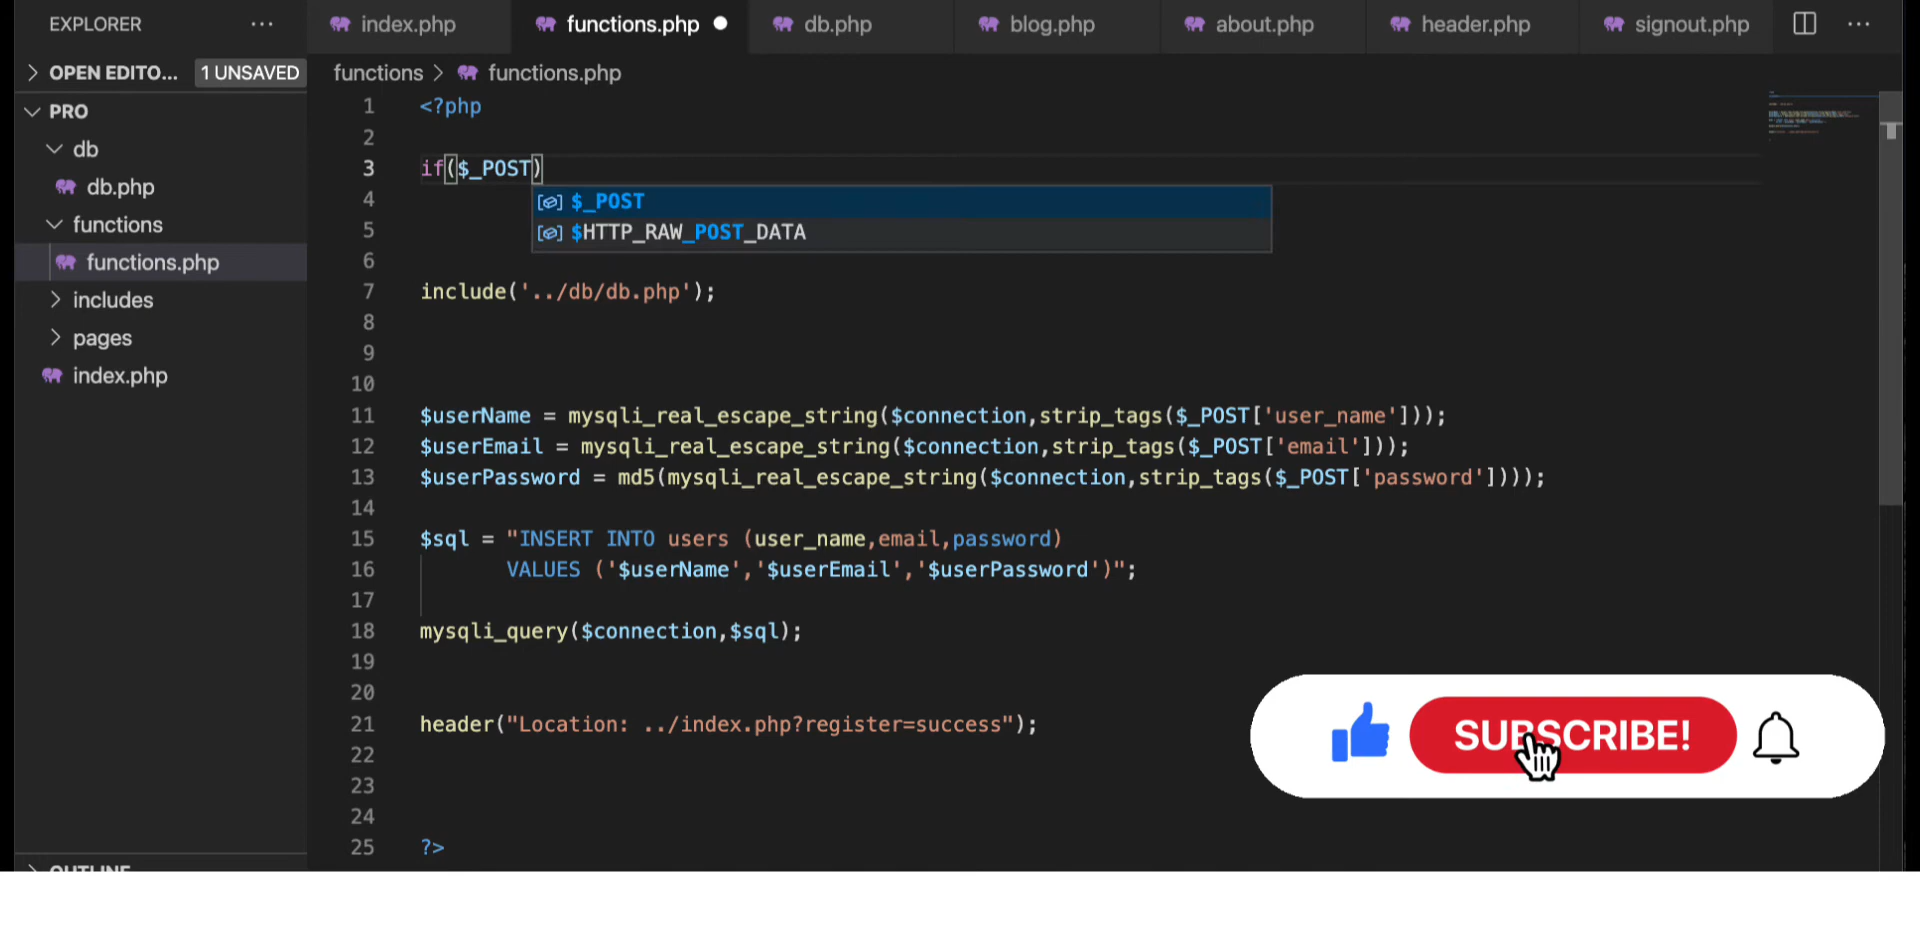 EXPLORER ...
index.php
functions.php
db.php
blog.php
about.php
header.php
signout.php
...
OPEN EDITO... 1 UNSAVED
functions > functions.php
PRO
db
db.php
functions
functions.php
includes
pages
index.php
OUTLINE
1 <?php
2
3 if($_POST)
$_POST
$HTTP_RAW_POST_DATA
4
5
6
7 include('../db/db.php');
8
9
10
11 $userName = mysqli_real_escape_string($connection,strip_tags($_POST['user_name']));
12 $userEmail = mysqli_real_escape_string($connection,strip_tags($_POST['email']));
13 $userPassword = md5(mysqli_real_escape_string($connection,strip_tags($_POST['password'])));
14
15 $sql = "INSERT INTO users (user_name,email,password)
16 VALUES ('$userName','$userEmail','$userPassword')";
17
18 mysqli_query($connection,$sql);
19
20
21 header("Location: ../index.php?register=success");
22
23
24
25 ?>
SUBSCRIBE!